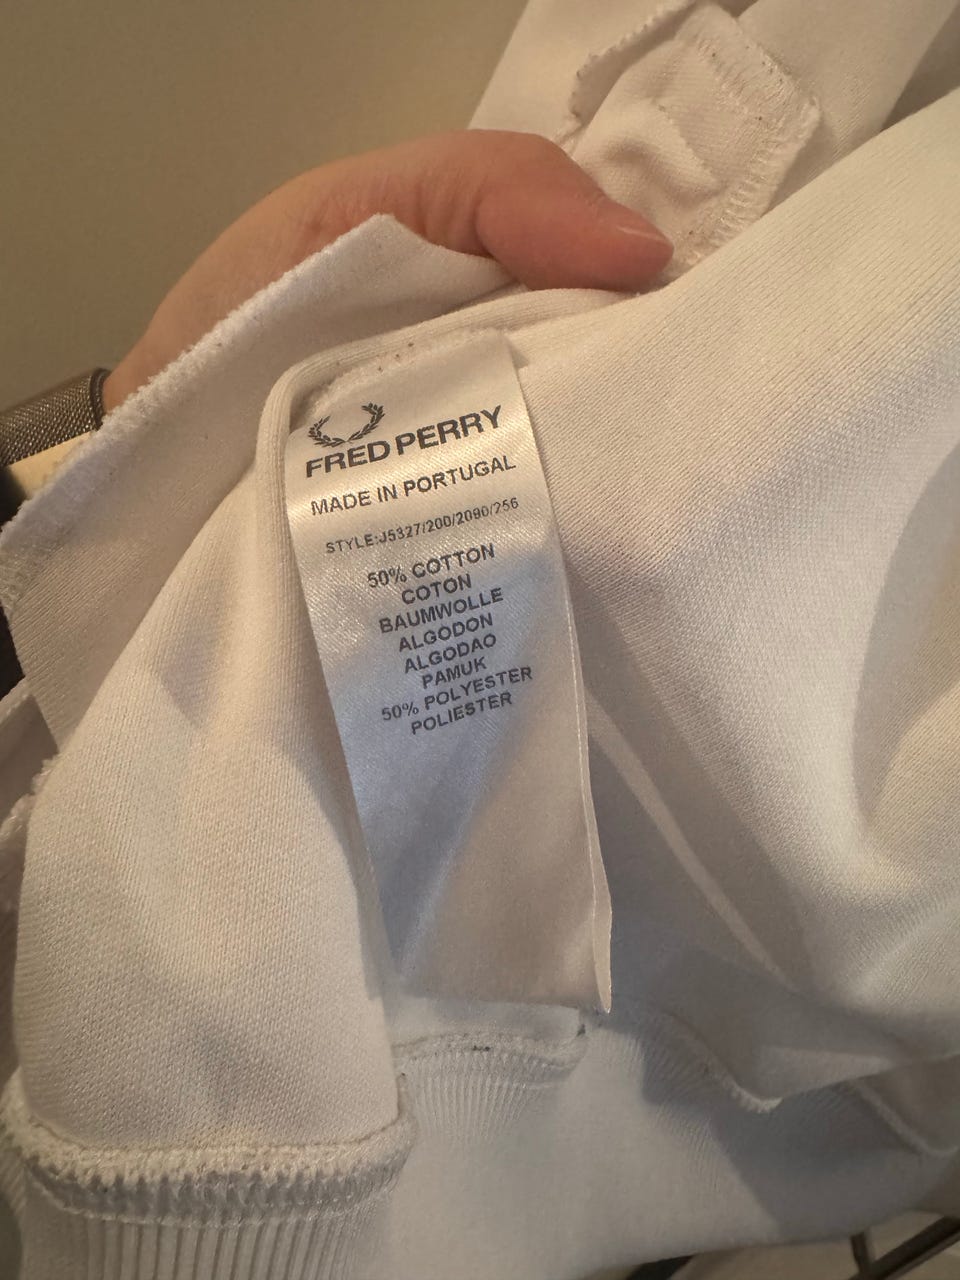 FRED PERRY
MADE IN PORTUGAL
STYLE:J5327/200/2090/256
50% COTTON
COTON
BAUMWOLLE
ALGODON
ALGODAO
PAMUK
50% POLYESTER
POLIESTER